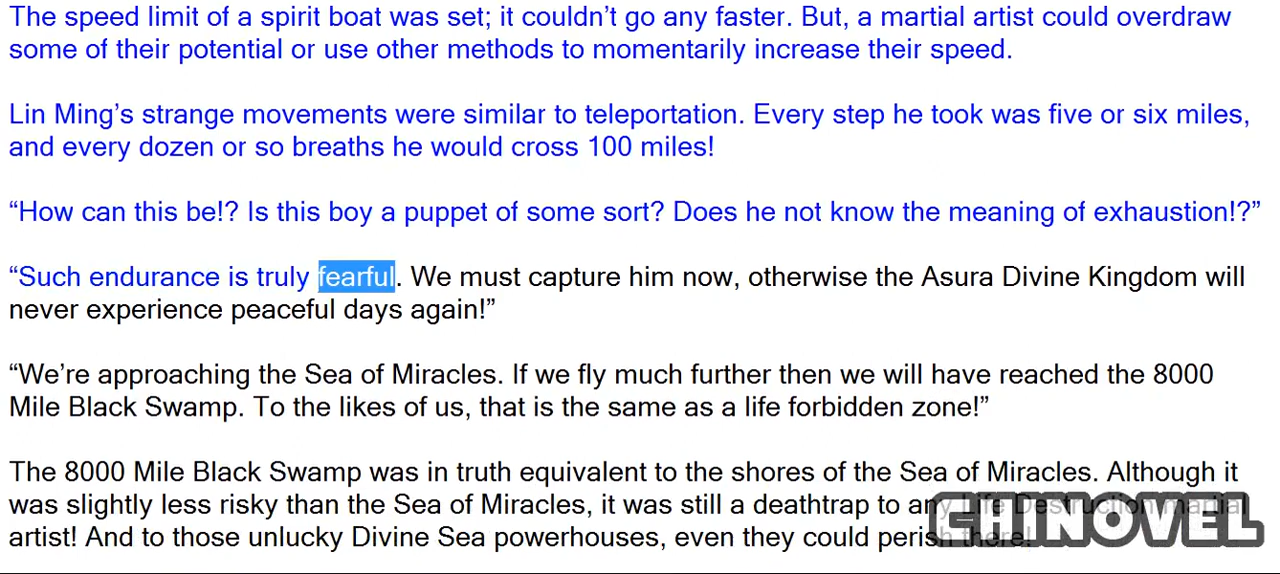 The speed limit of a spirit boat was set; it couldn’t go any faster. But, a martial artist could overdraw
some of their potential or use other methods to momentarily increase their speed.
Lin Ming’s strange movements were similar to teleportation. Every step he took was five or six miles,
and every dozen or so breaths he would cross 100 miles!
“How can this be!? Is this boy a puppet of some sort? Does he not know the meaning of exhaustion!?”
“Such endurance is truly fearful. We must capture him now, otherwise the Asura Divine Kingdom will
never experience peaceful days again!”
“We’re approaching the Sea of Miracles. If we fly much further then we will have reached the 8000
Mile Black Swamp. To the likes of us, that is the same as a life forbidden zone!”
The 8000 Mile Black Swamp was in truth equivalent to the shores of the Sea of Miracles. Although it
was slightly less risky than the Sea of Miracles, it was still a deathtrap to any Life Destruction martial
artist! And to those unlucky Divine Sea powerhouses, even they could perish there!
CH NOVEL